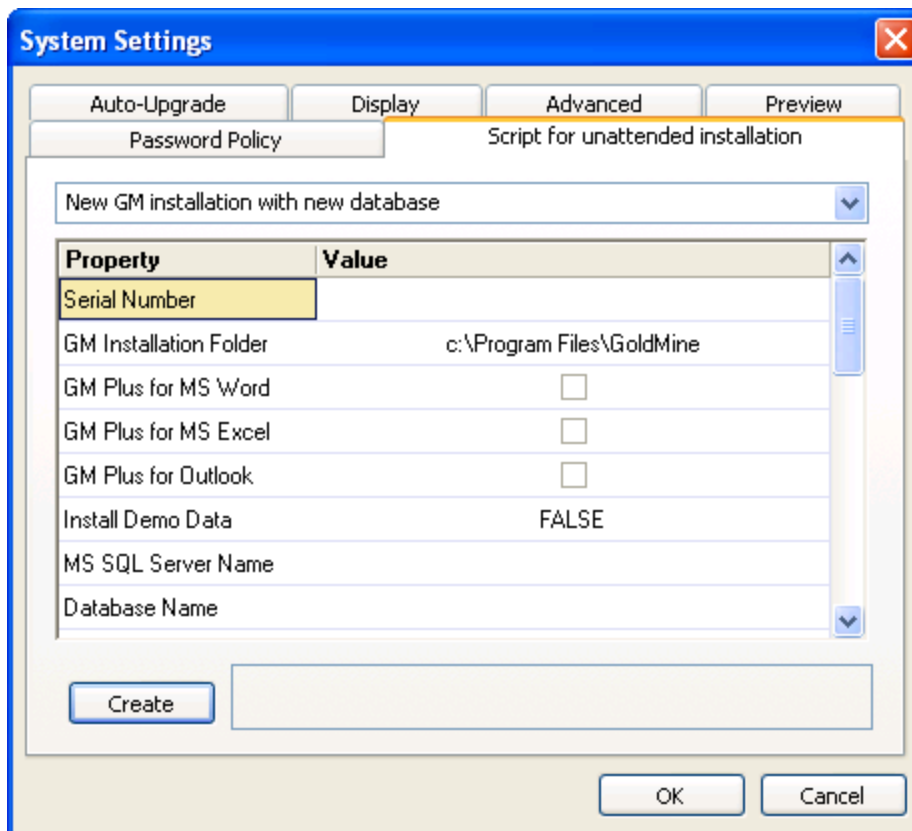 System Settings
Auto-Upgrade Display Advanced Preview
Password Policy Script for unattended installation
New GM installation with new database
Property Value
Serial Number
GM Installation Folder c:\Program Files\GoldMine
GM Plus for MS Word
GM Plus for MS Excel
GM Plus for Outlook
Install Demo Data FALSE
MS SQL Server Name
Database Name
Create
OK Cancel